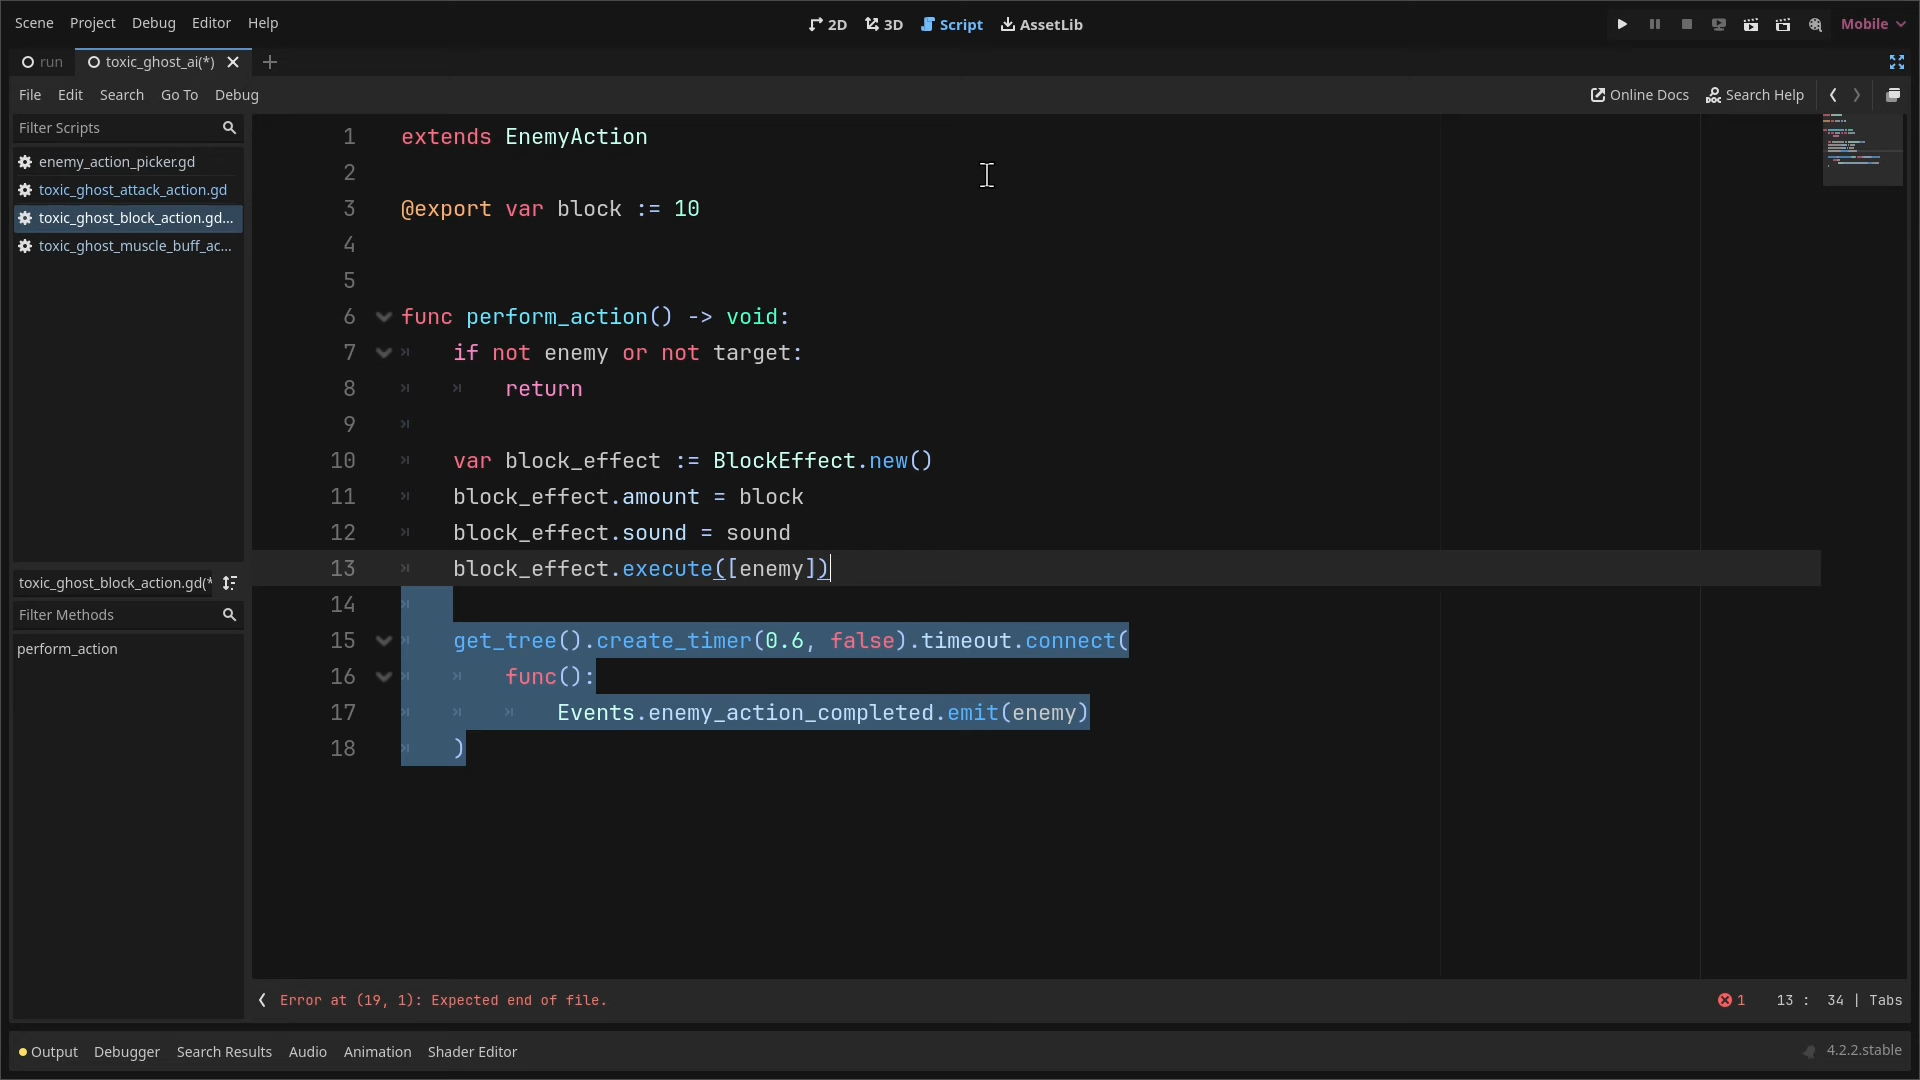 Scene Project Debug Editor Help
2D 3D Script AssetLib
Mobile
run toxic_ghost_ai(*)
File Edit Search Go To Debug
Online Docs Search Help
Filter Scripts
enemy_action_picker.gd
toxic_ghost_attack_action.gd
toxic_ghost_block_action.gd...
toxic_ghost_muscle_buff_ac...
toxic_ghost_block_action.gd(*
Filter Methods
perform_action
1 extends EnemyAction
2
3 @export var block := 10
4
5
6 func perform_action() -> void:
7 if not enemy or not target:
8 return
9
10 var block_effect := BlockEffect.new()
11 block_effect.amount = block
12 block_effect.sound = sound
13 block_effect.execute([enemy])
14
15 get_tree().create_timer(0.6, false).timeout.connect(
16 func():
17 Events.enemy_action_completed.emit(enemy)
18 )
Error at (19, 1): Expected end of file.
1 13 : 34 | Tabs
Output Debugger Search Results Audio Animation Shader Editor
4.2.2.stable